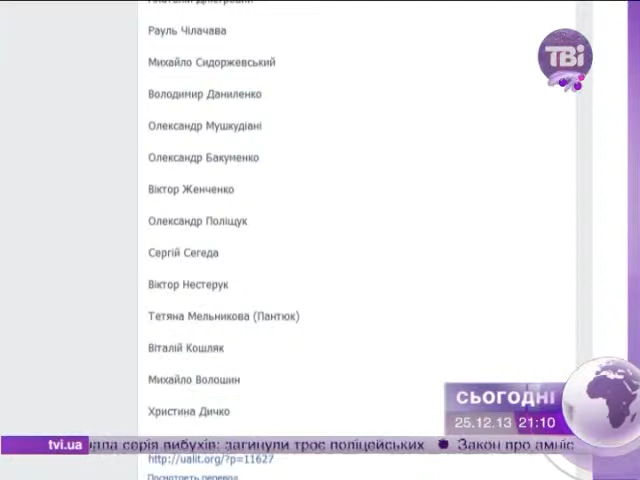 Рауль Чілачава
Михайло Сидоржевський
Володимир Даниленко
Олександр Мушкудіані
Олександр Бакуменко
Віктор Женченко
Олександр Поліщук
Сергій Сегеда
Віктор Нестерук
Тетяна Мельникова (Пантюк)
Віталій Кошляк
Михайло Волошин
Христина Дичко
ТВі
СЬОГОДНІ
25.12.13 21:10
tvi.ua серія вибухів: загинули троє поліцейських ● Закон про амніс
http://ualit.org/?p=11627